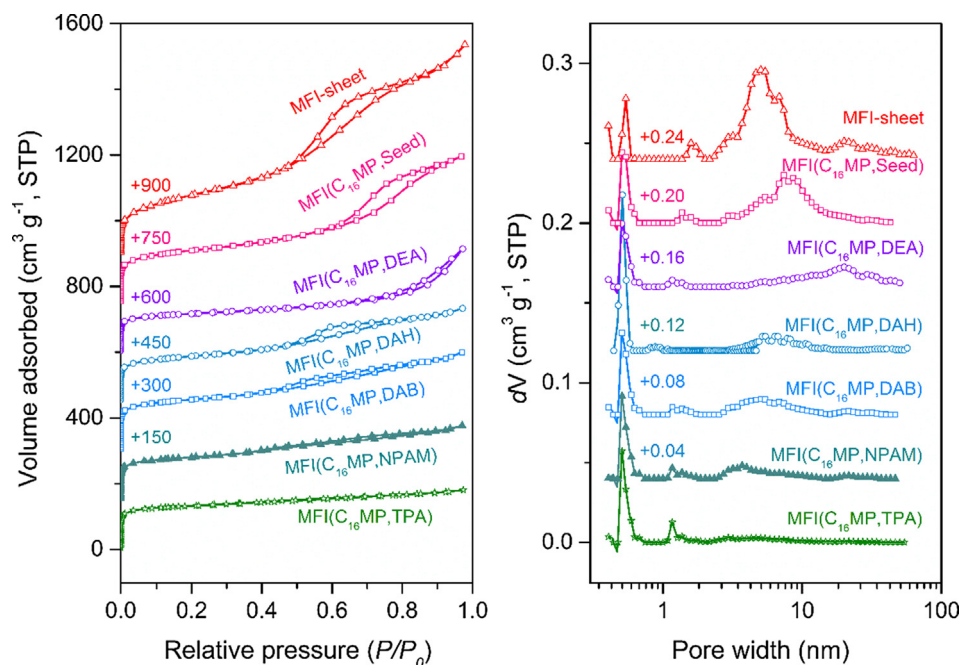 1600
1200
800
400
0
0.0 0.2 0.4 0.6 0.8 1.0
Volume adsorbed (cm³ g⁻¹, STP)
Relative pressure (P/P₀)
MFI-sheet
+900
MFI(C₁₆MP,Seed)
+750
MFI(C₁₆MP,DEA)
+600
+450
MFI(C₁₆MP,DAH)
+300
MFI(C₁₆MP,DAB)
+150
MFI(C₁₆MP,NPAM)
MFI(C₁₆MP,TPA)
0.3
0.2
0.1
0.0
1 10 100
dV (cm³ g⁻¹, STP)
Pore width (nm)
MFI-sheet
+0.24
MFI(C₁₆MP,Seed)
+0.20
MFI(C₁₆MP,DEA)
+0.16
+0.12
MFI(C₁₆MP,DAH)
+0.08
MFI(C₁₆MP,DAB)
+0.04
MFI(C₁₆MP,NPAM)
MFI(C₁₆MP,TPA)